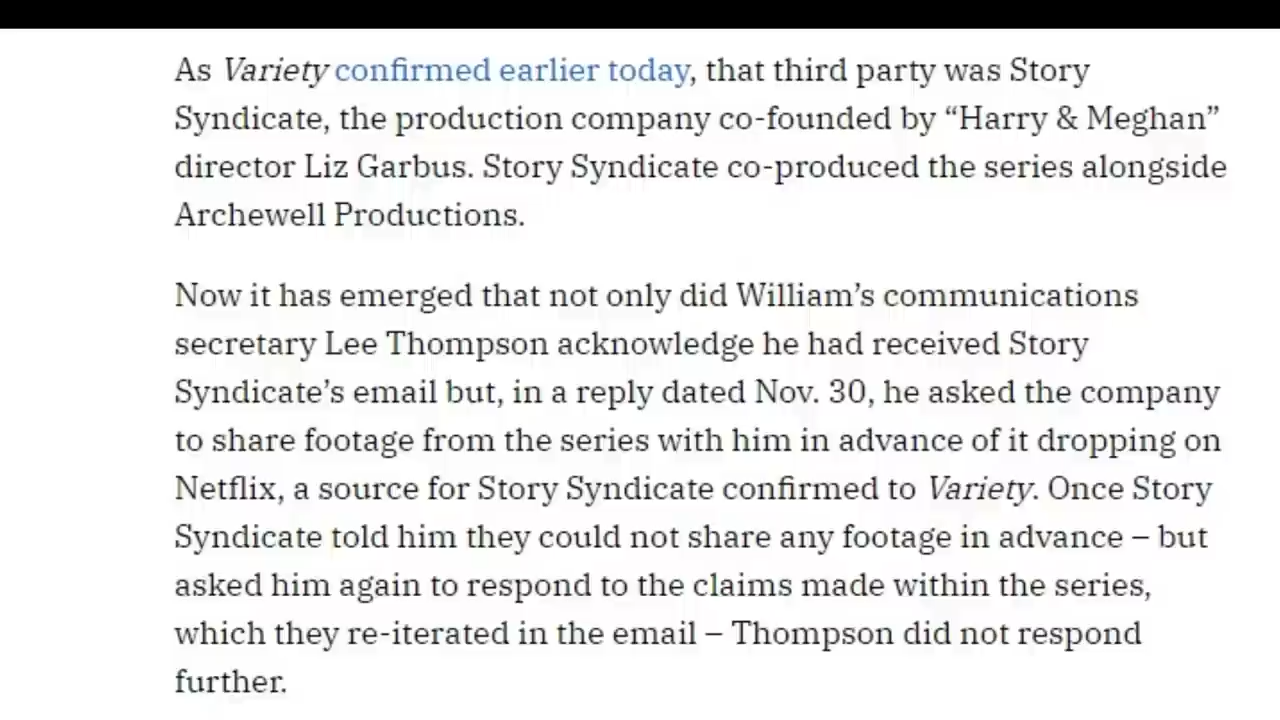 As Variety confirmed earlier today, that third party was Story
Syndicate, the production company co-founded by “Harry & Meghan”
director Liz Garbus. Story Syndicate co-produced the series alongside
Archewell Productions.
Now it has emerged that not only did William’s communications
secretary Lee Thompson acknowledge he had received Story
Syndicate’s email but, in a reply dated Nov. 30, he asked the company
to share footage from the series with him in advance of it dropping on
Netflix, a source for Story Syndicate confirmed to Variety. Once Story
Syndicate told him they could not share any footage in advance – but
asked him again to respond to the claims made within the series,
which they re-iterated in the email – Thompson did not respond
further.